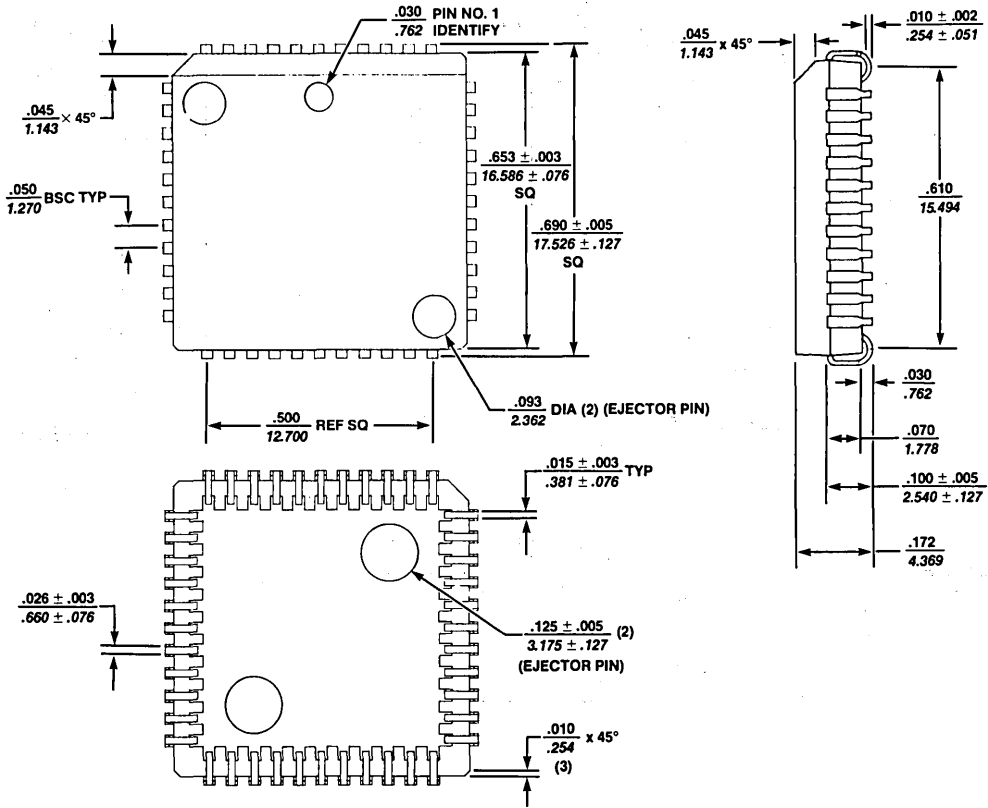 .030 PIN NO. 1
.762 IDENTIFY
.045
1.143 × 45°
.050
1.270 BSC TYP
.653 ± .003
16.586 ± .076
SQ
.690 ± .005
17.526 ± .127
SQ
.500
12.700 REF SQ
.093
2.362 DIA (2) (EJECTOR PIN)
.045
1.143 x 45°
.010 ± .002
.254 ± .051
.610
15.494
.030
.762
.070
1.778
.100 ± .005
2.540 ± .127
.172
4.369
.015 ± .003
.381 ± .076 TYP
.026 ± .003
.660 ± .076
.125 ± .005
3.175 ± .127 (2)
(EJECTOR PIN)
.010
.254 x 45°
(3)